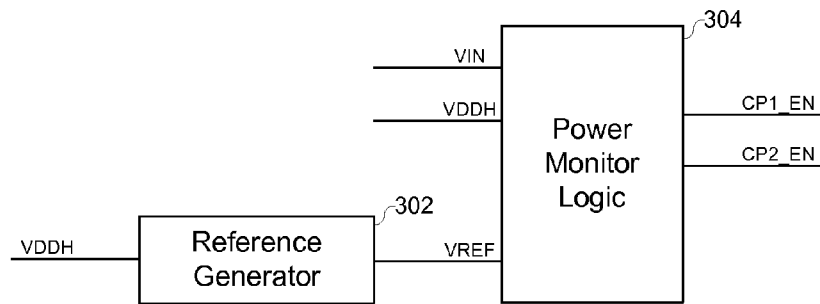 304
VIN
VDDH
CP1_EN
CP2_EN
Power
Monitor
Logic
302
VDDH
Reference
Generator
VREF